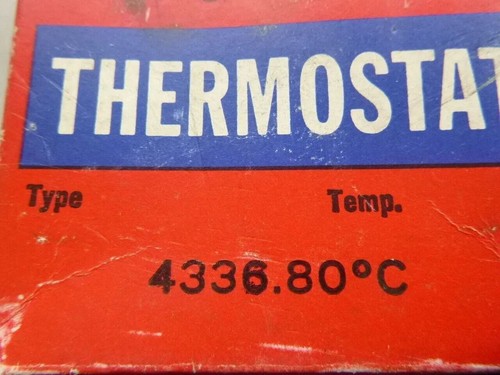 THERMOSTAT
Type Temp.
4336.80°C